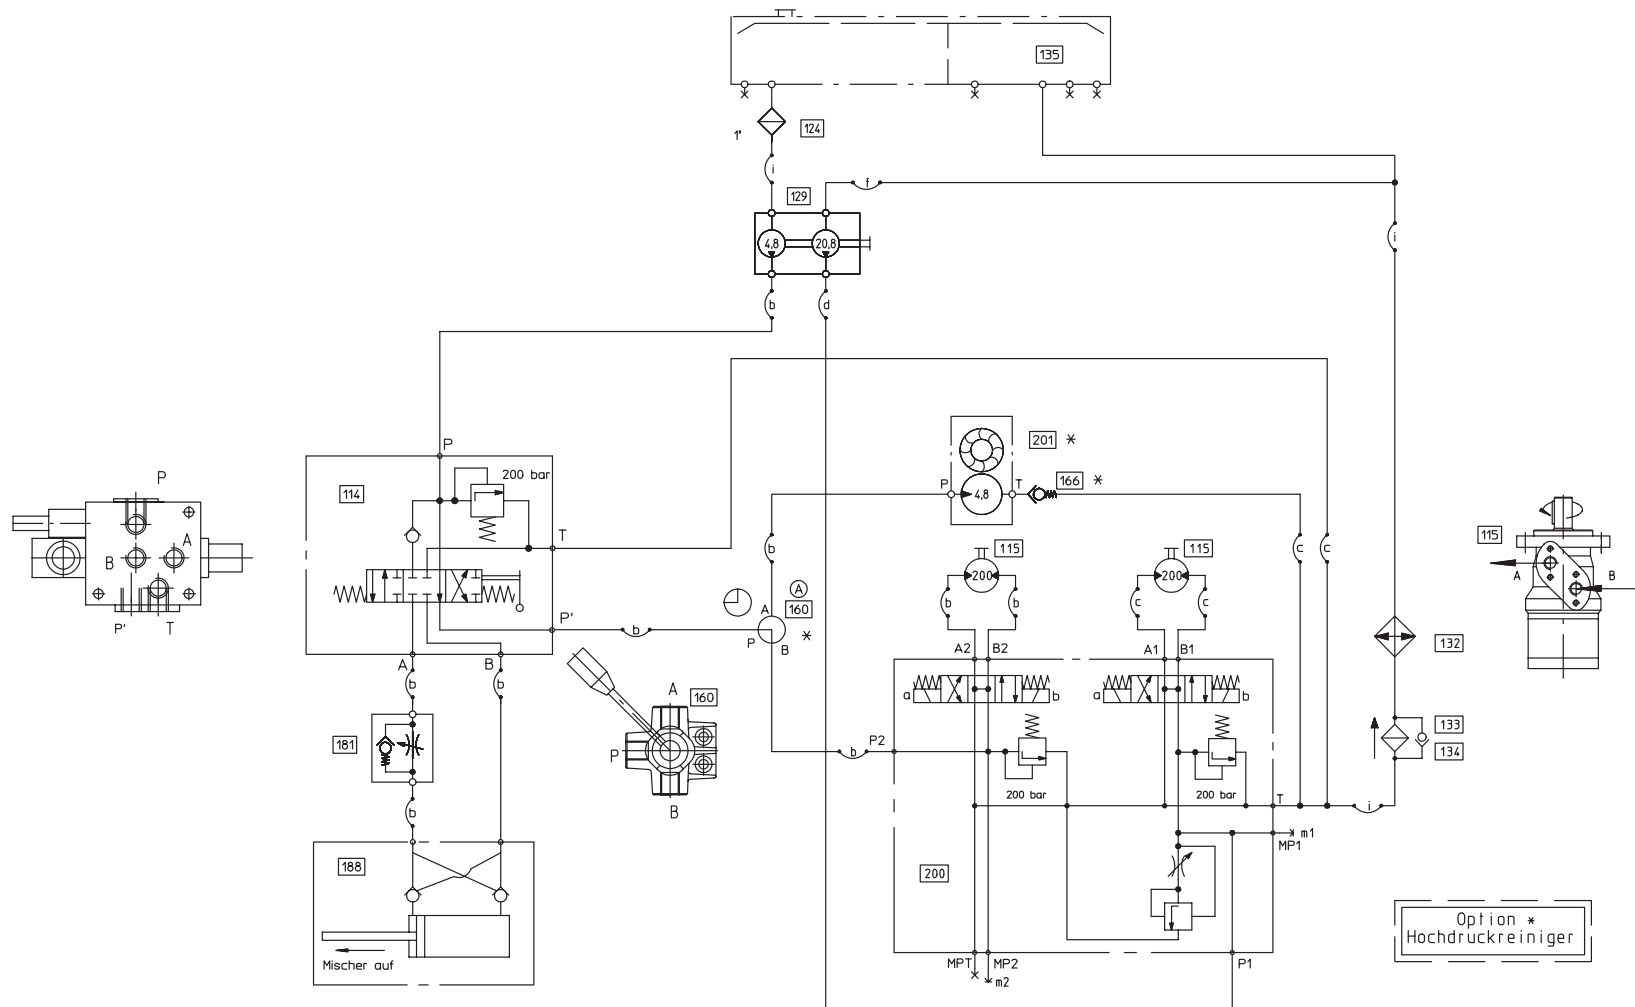 135
1"
124
i
f
129
4,8
20,8
i
b
d
P
200 bar
201 *
114
P
4,8
T
166 *
P
T
115
115
115
A
B
200
200
b
c
c
A
B
b
b
c
c
A
A
160
P'
b
P
B
*
P'
T
A2
B2
A1
B1
132
A
B
b
b
a
b
a
b
A
160
181
P
b
P2
133
134
200 bar
200 bar
T
i
B
b
m1
MP1
188
200
Option *
Hochdruckreiniger
Mischer auf
MPT
MP2
m2
P1